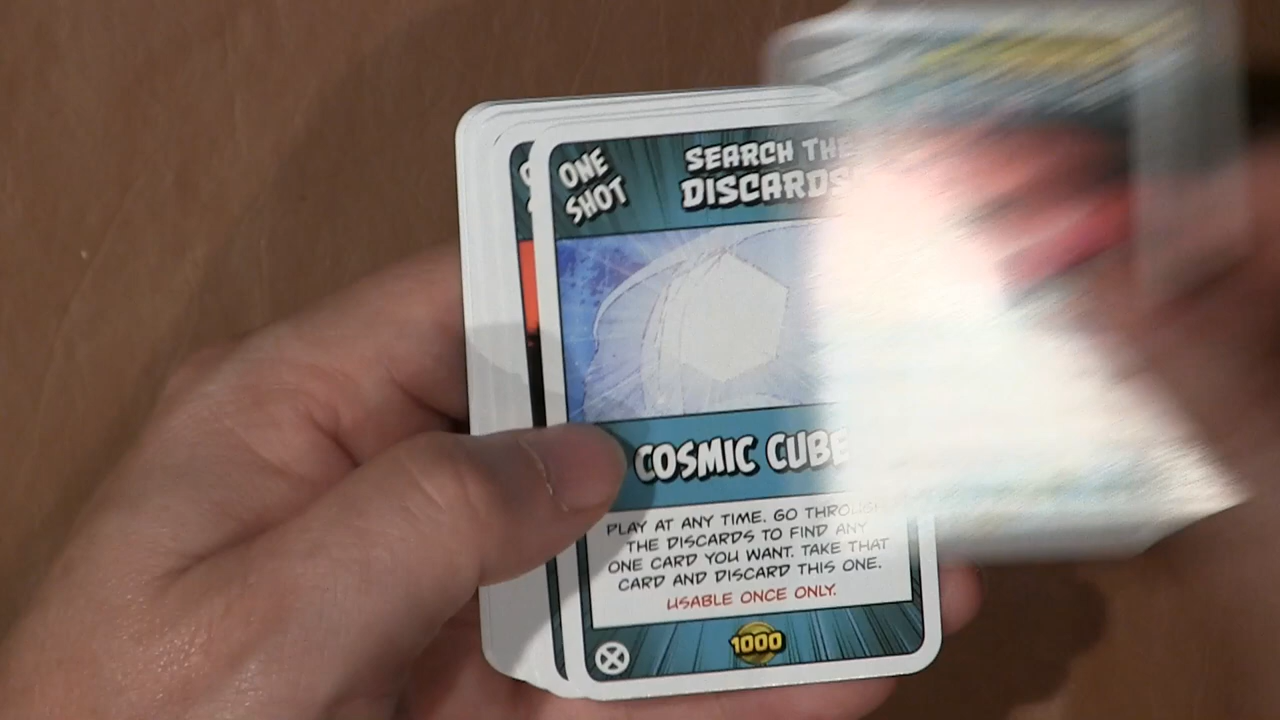 ONE
SHOT
SEARCH THE
DISCARDS
COSMIC CUBE
PLAY AT ANY TIME. GO THROUGH
THE DISCARDS TO FIND ANY
ONE CARD YOU WANT. TAKE THAT
CARD AND DISCARD THIS ONE.
USABLE ONCE ONLY.
1000